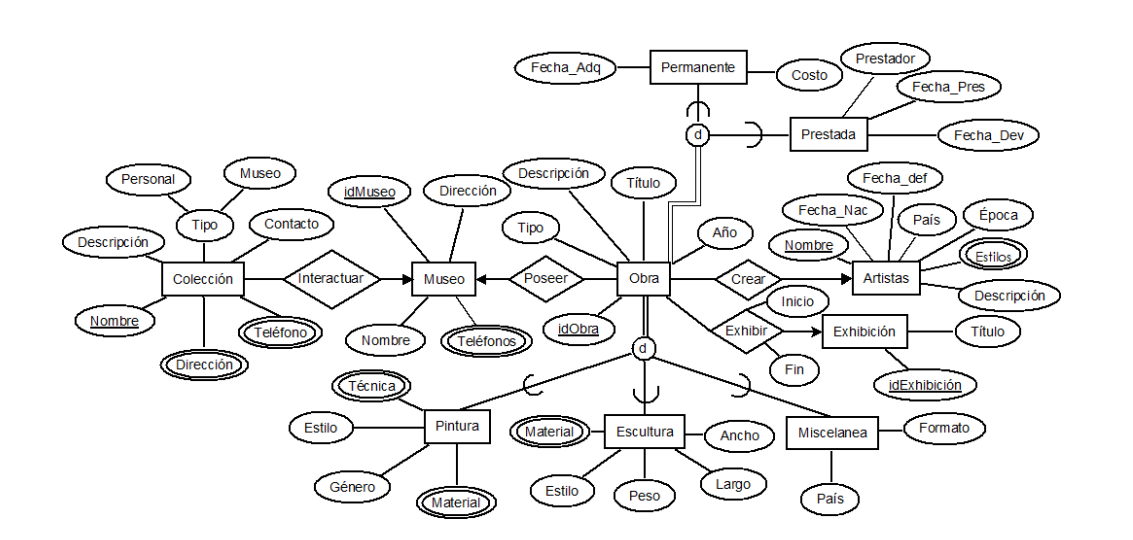 Fecha_Adq
Permanente
Costo
Prestador
Fecha_Pres
d
Prestada
Fecha_Dev
Personal
Museo
idMuseo
Dirección
Descripción
Título
Fecha_def
Fecha_Nac
País
Época
Tipo
Contacto
Tipo
Año
Nombre
Estilos
Descripción
Colección
Interactuar
Museo
Poseer
Obra
Crear
Artistas
Descripción
Nombre
Teléfono
Dirección
Nombre
Teléfonos
idObra
Inicio
Exhibir
Fin
Exhibición
Título
idExhibición
d
Técnica
Estilo
Pintura
Género
Material
Material
Escultura
Ancho
Estilo
Peso
Largo
Miscelanea
Formato
País